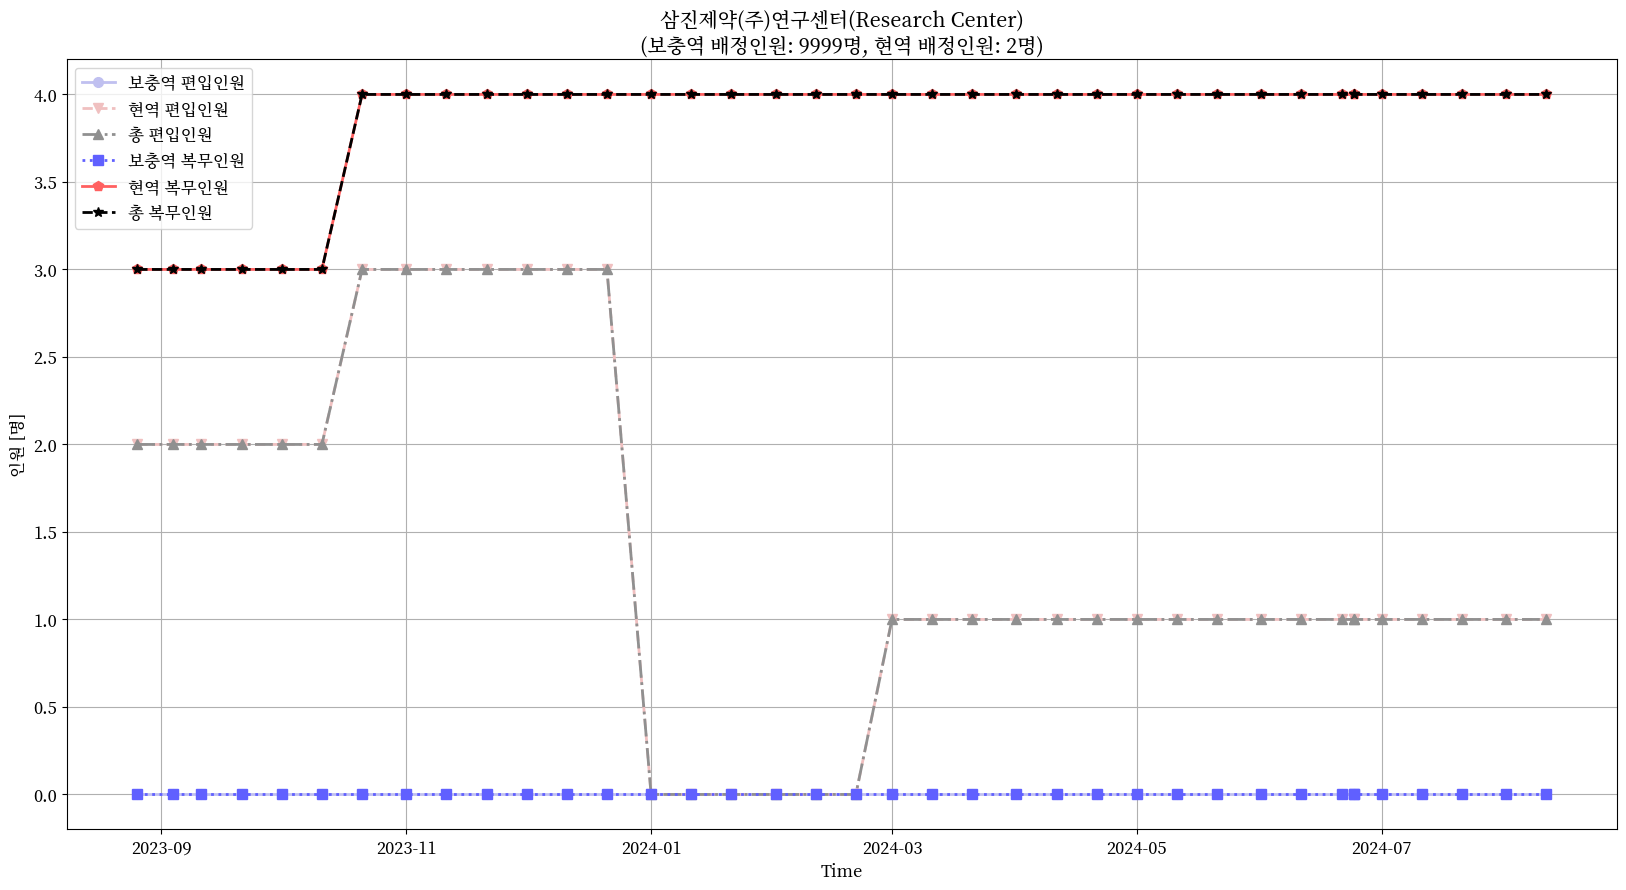 삼진제약(주)연구센터(Research Center)
(보충역 배정인원: 9999명, 현역 배정인원: 2명)
보충역 편입인원
현역 편입인원
총 편입인원
보충역 복무인원
현역 복무인원
총 복무인원
4.0
3.5
3.0
2.5
2.0
1.5
1.0
0.5
0.0
인원 [명]
2023-09
2023-11
2024-01
2024-03
2024-05
2024-07
Time